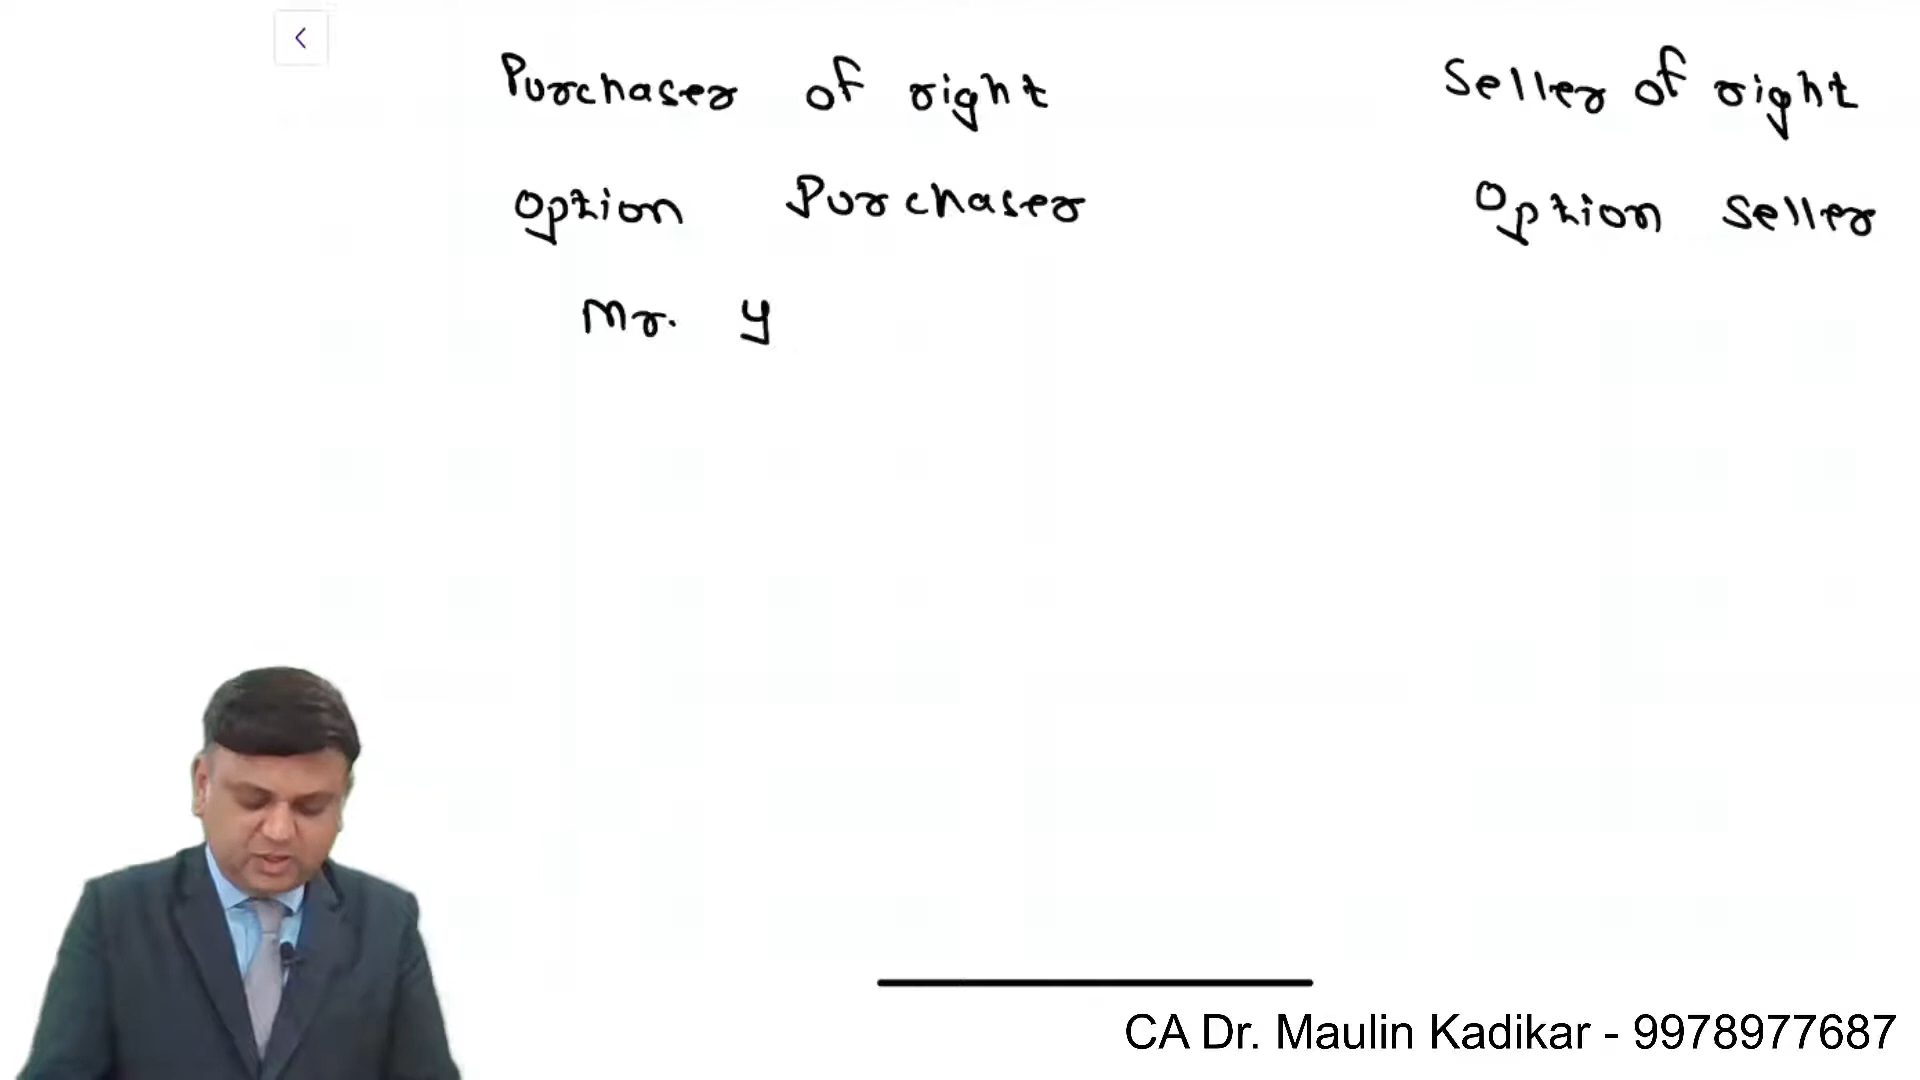 Purchaser of right
Seller of right
Option Purchaser
Option Seller
Mr. Y
CA Dr. Maulin Kadikar - 9978977687